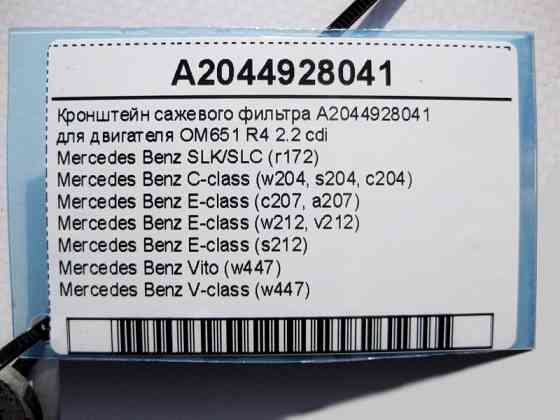 A2044928041
Кронштейн сажевого фильтра A2044928041
для двигателя OM651 R4 2.2 cdi
Mercedes Benz SLK/SLC (r172)
Mercedes Benz C-class (w204, s204, c204)
Mercedes Benz E-class (c207, a207)
Mercedes Benz E-class (w212, v212)
Mercedes Benz E-class (s212)
Mercedes Benz Vito (w447)
Mercedes Benz V-class (w447)